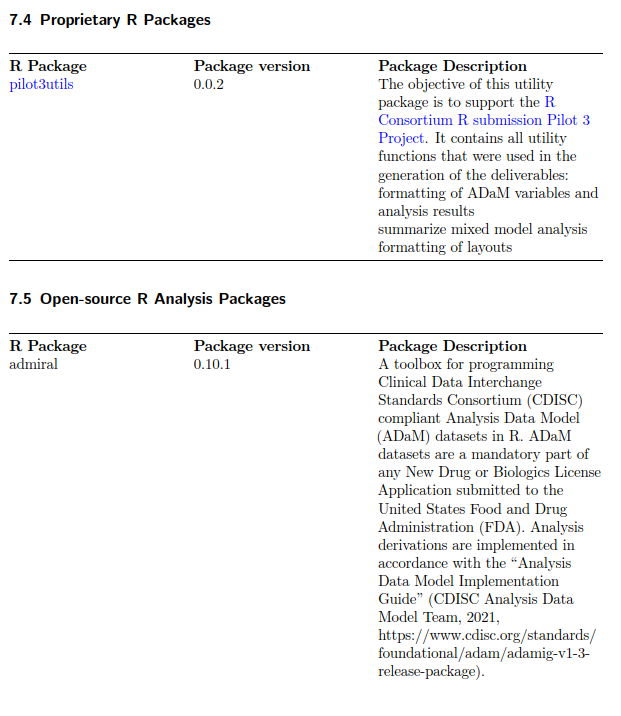 7.4 Proprietary R Packages
R Package Package version Package Description
pilot3utils 0.0.2 The objective of this utility
package is to support the R
Consortium R submission Pilot 3
Project. It contains all utility
functions that were used in the
generation of the deliverables:
formatting of ADaM variables and
analysis results
summarize mixed model analysis
formatting of layouts
7.5 Open-source R Analysis Packages
R Package Package version Package Description
admiral 0.10.1 A toolbox for programming
Clinical Data Interchange
Standards Consortium (CDISC)
compliant Analysis Data Model
(ADaM) datasets in R. ADaM
datasets are a mandatory part of
any New Drug or Biologics License
Application submitted to the
United States Food and Drug
Administration (FDA). Analysis
derivations are implemented in
accordance with the “Analysis
Data Model Implementation
Guide” (CDISC Analysis Data
Model Team, 2021,
https://www.cdisc.org/standards/
foundational/adam/adamig-v1-3-
release-package).